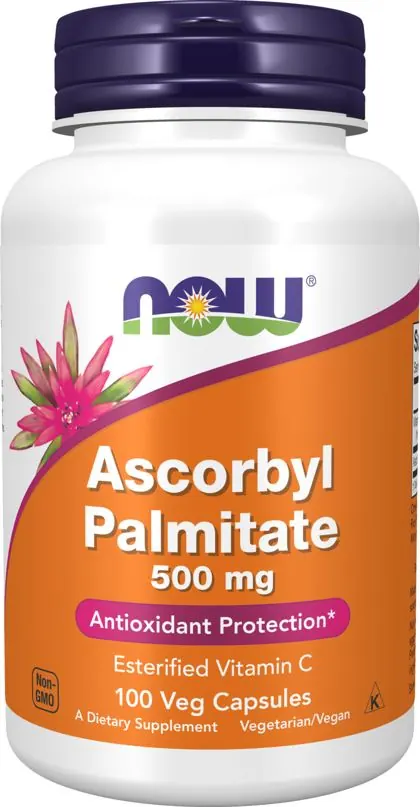 NOW®
Ascorbyl
Palmitate
500 mg
Antioxidant Protection*
Esterified Vitamin C
100 Veg Capsules
Non-
GMO
A Dietary Supplement Vegetarian/Vegan
K